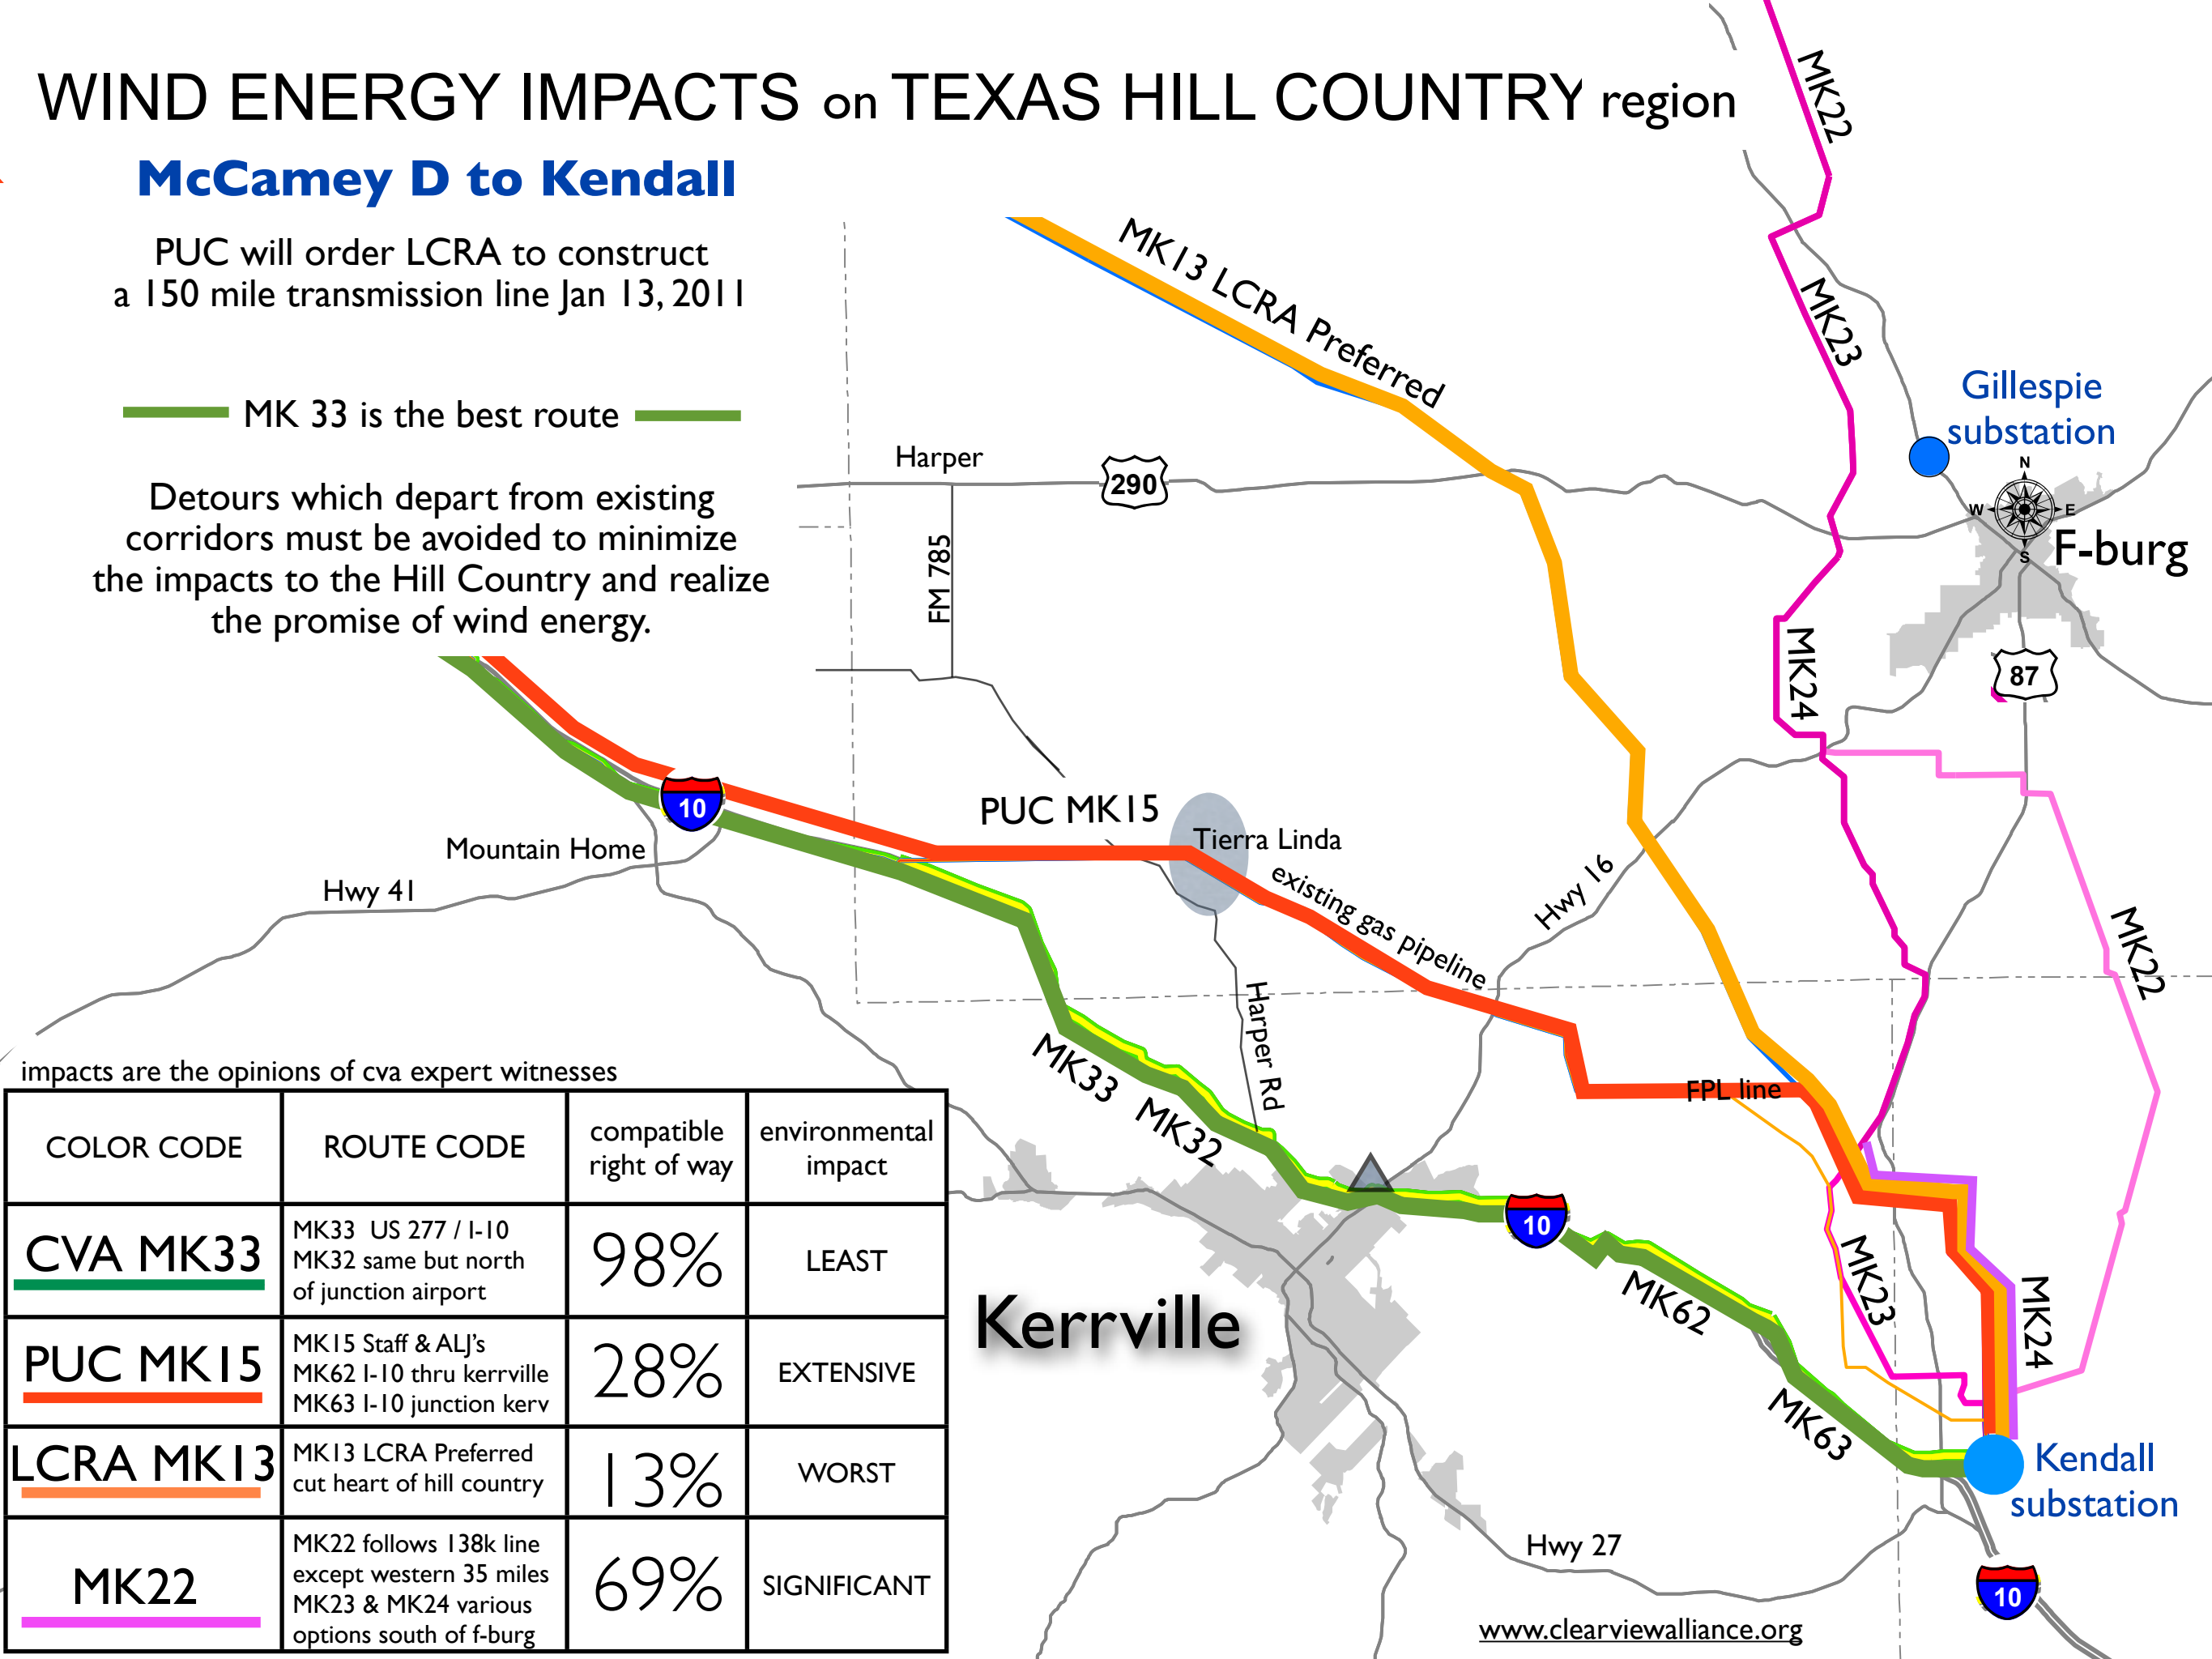 WIND ENERGY IMPACTS on TEXAS HILL COUNTRY region
McCamey D to Kendall
PUC will order LCRA to construct
a 150 mile transmission line Jan 13, 2011
MK 33 is the best route
Detours which depart from existing
corridors must be avoided to minimize
the impacts to the Hill Country and realize
the promise of wind energy.
MK22
MK13 LCRA Preferred
MK23
Gillespie
substation
Harper
290
N
W
E
S
F-burg
FM 785
MK24
87
10
PUC MK15
Mountain Home
Tierra Linda
Hwy 41
existing gas pipeline
Hwy 16
MK22
Harper Rd
MK33
MK32
FPL line
10
MK62
MK23
MK24
MK63
Kerrville
Kendall
substation
Hwy 27
10
www.clearviewalliance.org
impacts are the opinions of cva expert witnesses
COLOR CODE
ROUTE CODE
compatible
right of way
environmental
impact
CVA MK33
MK33 US 277 / I-10
MK32 same but north
of junction airport
98%
LEAST
PUC MK15
MK15 Staff & ALJ's
MK62 I-10 thru kerrville
MK63 I-10 junction kerv
28%
EXTENSIVE
LCRA MK13
MK13 LCRA Preferred
cut heart of hill country
13%
WORST
MK22
MK22 follows 138k line
except western 35 miles
MK23 & MK24 various
options south of f-burg
69%
SIGNIFICANT